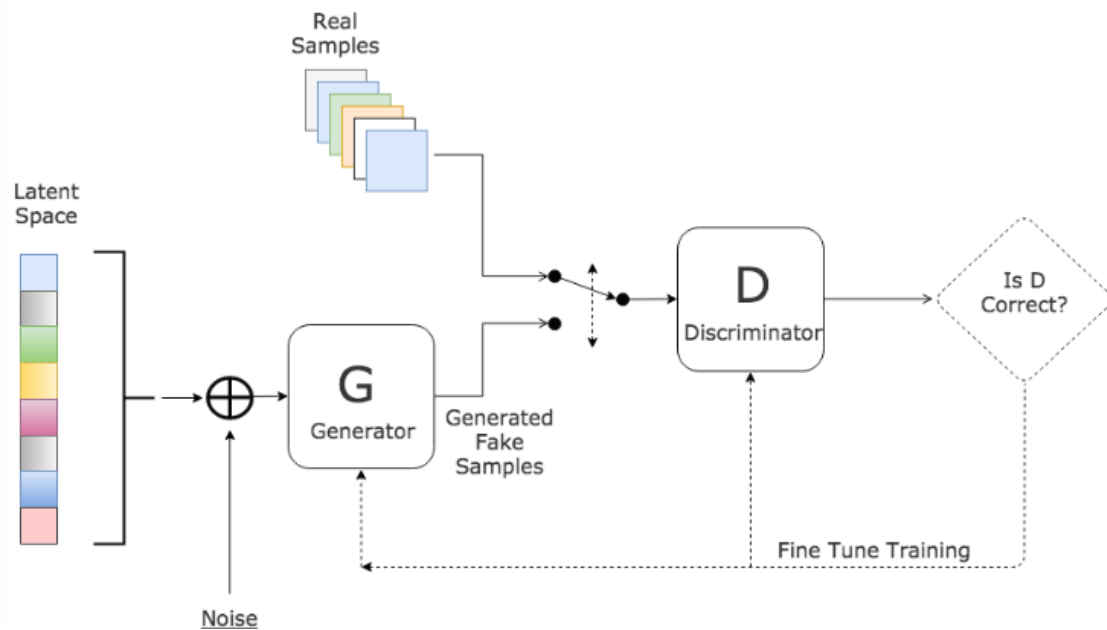 Real
Samples
Latent
Space
Is D
Correct?
D
Discriminator
G
Generator
Generated
Fake
Samples
Fine Tune Training
Noise